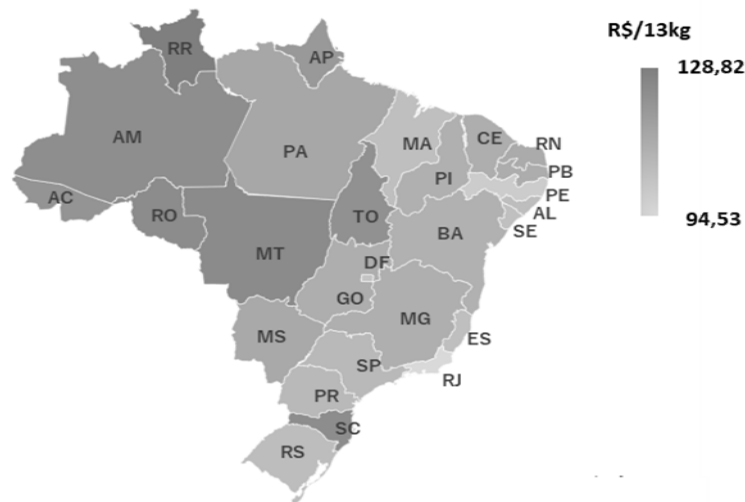 R$/13kg
128,82
94,53
RR
AP
AM
PA
MA
CE
RN
PB
PI
PE
AL
SE
AC
RO
TO
BA
MT
DF
GO
MG
MS
ES
SP
RJ
PR
SC
RS